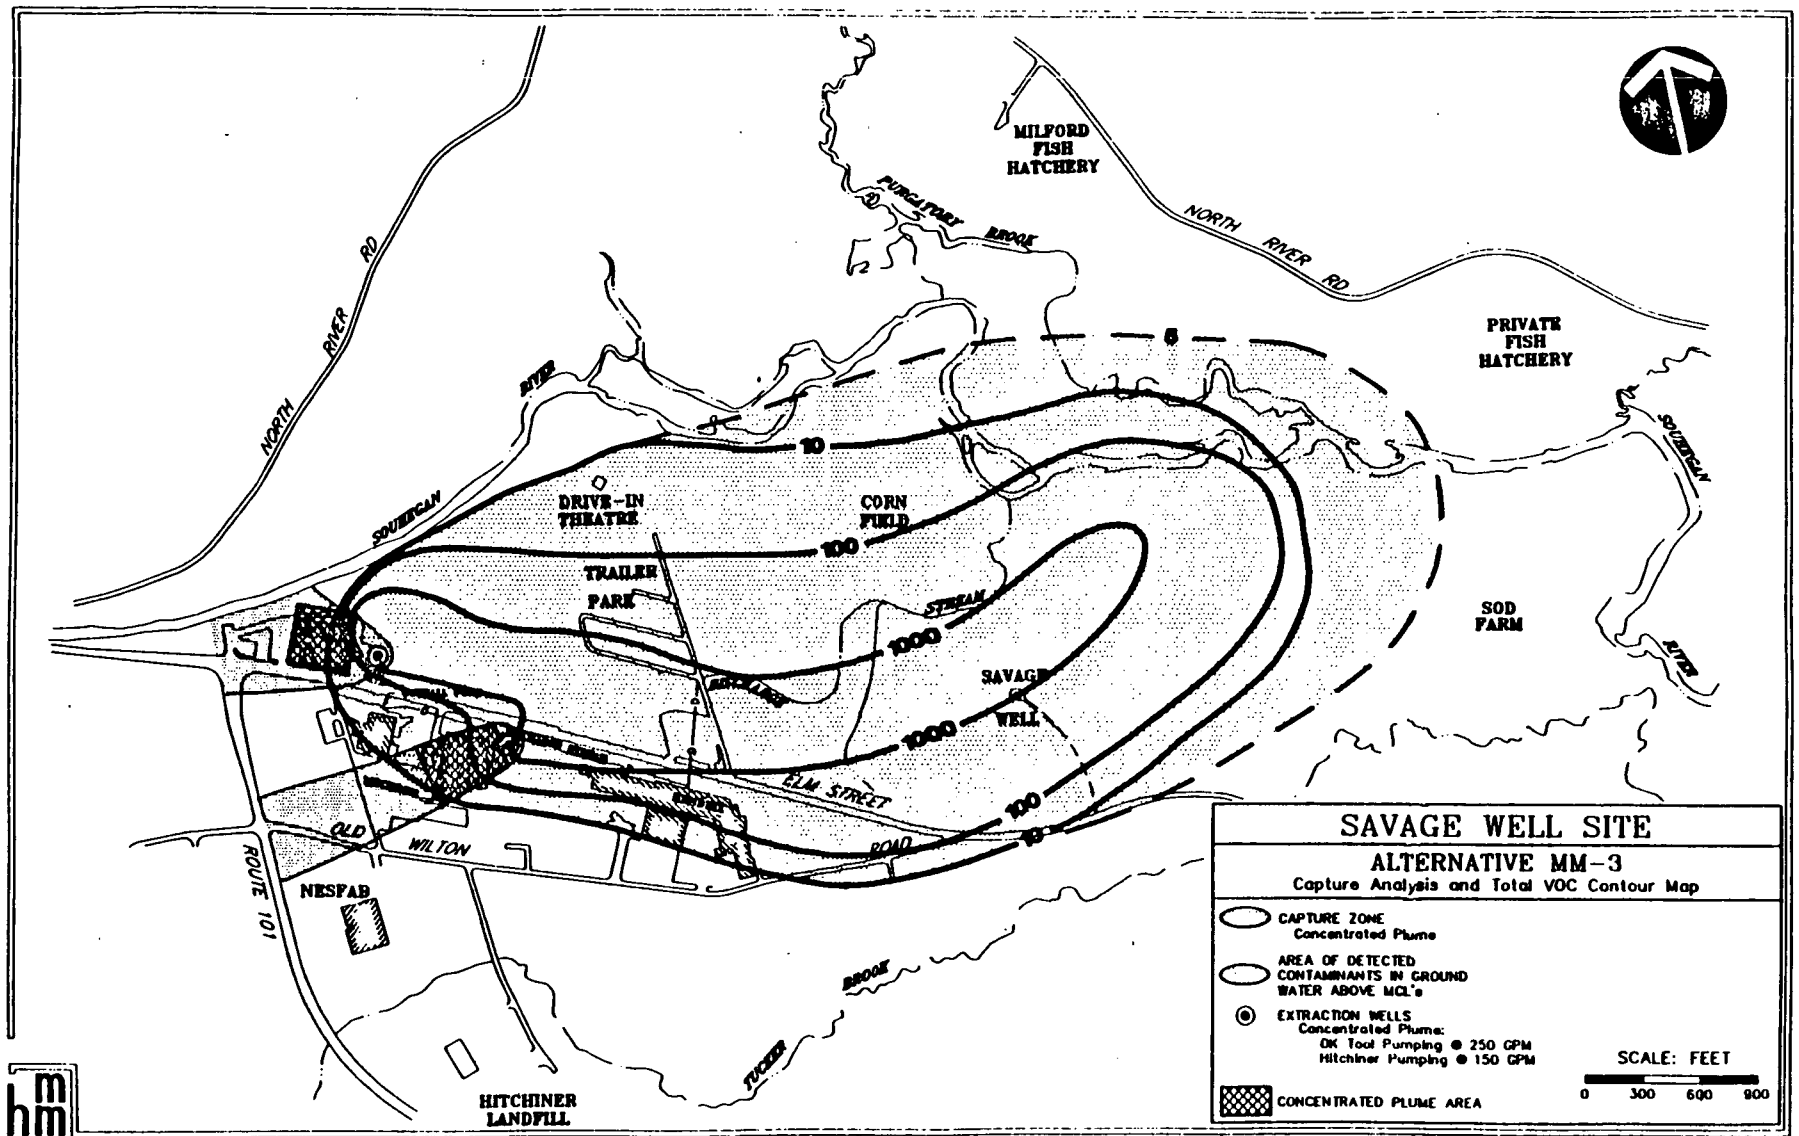 MILFORD
FISH
HATCHERY
PURGATORY
BROOK
NORTH
RIVER
RD
NORTH
RIVER
RD
PRIVATE
FISH
HATCHERY
5
RIVER
SOUHEGAN
SOUHEGAN
RIVER
10
DRIVE-IN
THEATRE
CORN
FIELD
100
TRAILER
PARK
STREAM
1000
DISCHARGE
SOD
FARM
SAVAGE
WELL
1000
ELM STREET
100
10
OLD
WILTON
ROAD
ROUTE 101
NESFAB
HITCHINER
LANDFILL
TUCKER
BROOK
SAVAGE WELL SITE
ALTERNATIVE MM-3
Capture Analysis and Total VOC Contour Map
CAPTURE ZONE
Concentrated Plume
AREA OF DETECTED
CONTAMINANTS IN GROUND
WATER ABOVE MCL's
EXTRACTION WELLS
Concentrated Plume:
OK Tool Pumping @ 250 GPM
Hitchiner Pumping @ 150 GPM
CONCENTRATED PLUME AREA
SCALE: FEET
0 300 600 900
m
hm